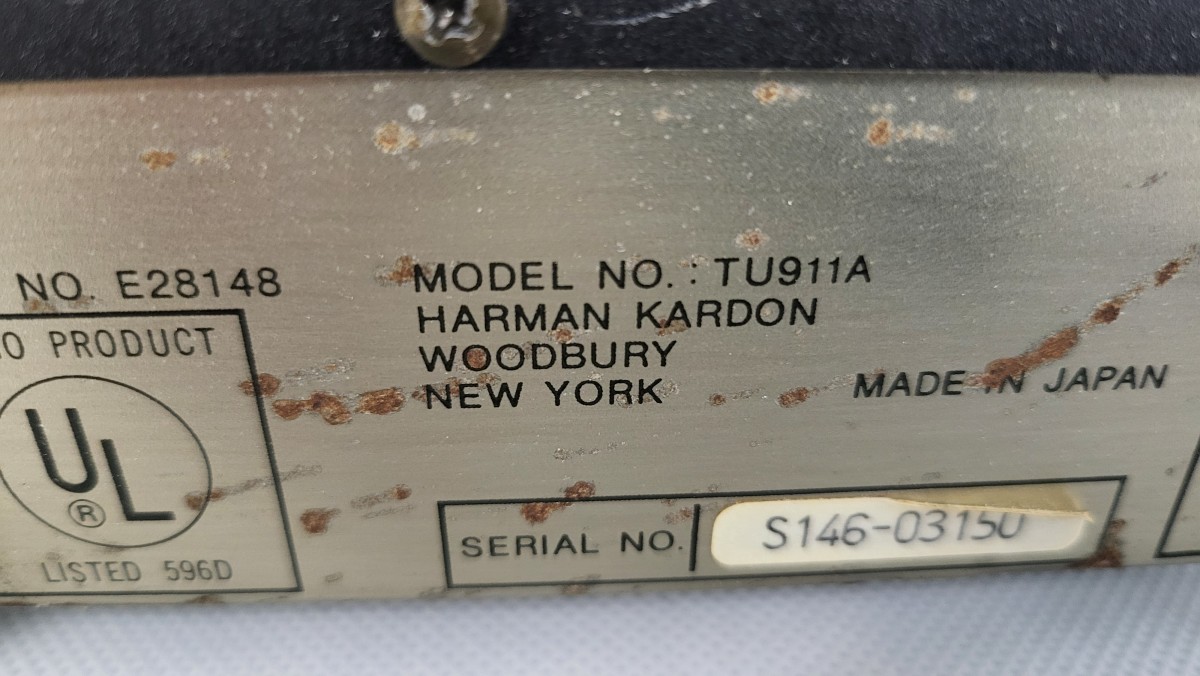 NO. E28148
O PRODUCT
UL
®
LISTED 596D
MODEL NO. : TU911A
HARMAN KARDON
WOODBURY
NEW YORK
MADE IN JAPAN
SERIAL NO. S146-03150